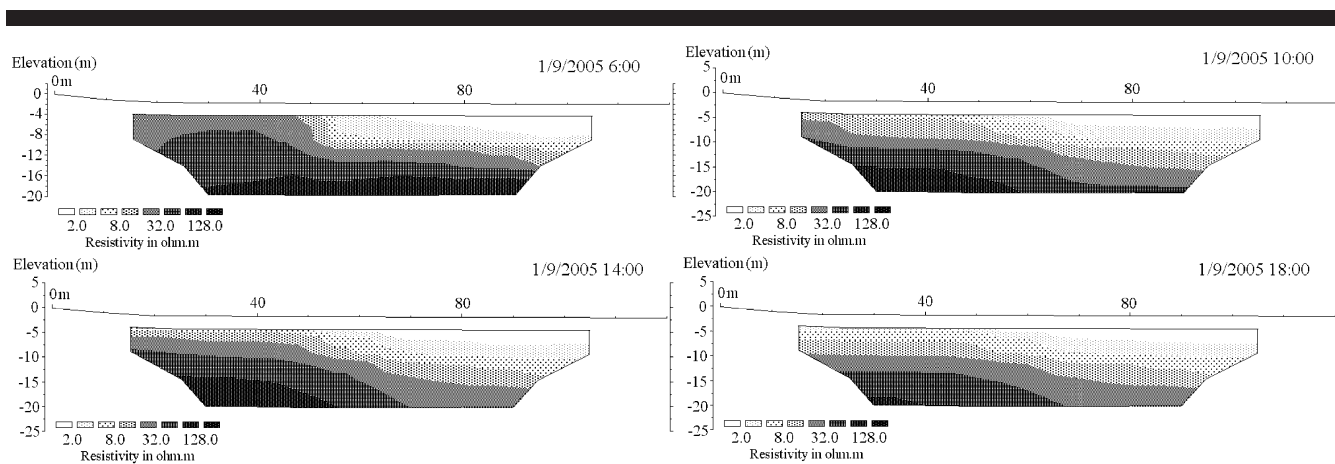 Elevation (m)
1/9/2005 6:00
0m 40 80
0
-4
-8
-12
-16
-20
2.0 8.0 32.0 128.0
Resistivity in ohm.m
Elevation (m)
1/9/2005 10:00
5
0m 40 80
0
-5
-10
-15
-20
-25
2.0 8.0 32.0 128.0
Resistivity in ohm.m
Elevation (m)
1/9/2005 14:00
5
0m 40 80
0
-5
-10
-15
-20
-25
2.0 8.0 32.0 128.0
Resistivity in ohm.m
Elevation (m)
1/9/2005 18:00
5
0m 40 80
0
-5
-10
-15
-20
-25
2.0 8.0 32.0 128.0
Resistivity in ohm.m